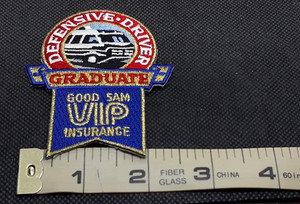 DEFENSIVE · DRIVER
GRADUATE
GOOD SAM
VIP
INSURANCE
1 2 FIBER GLASS 3 CHINA 4 60in